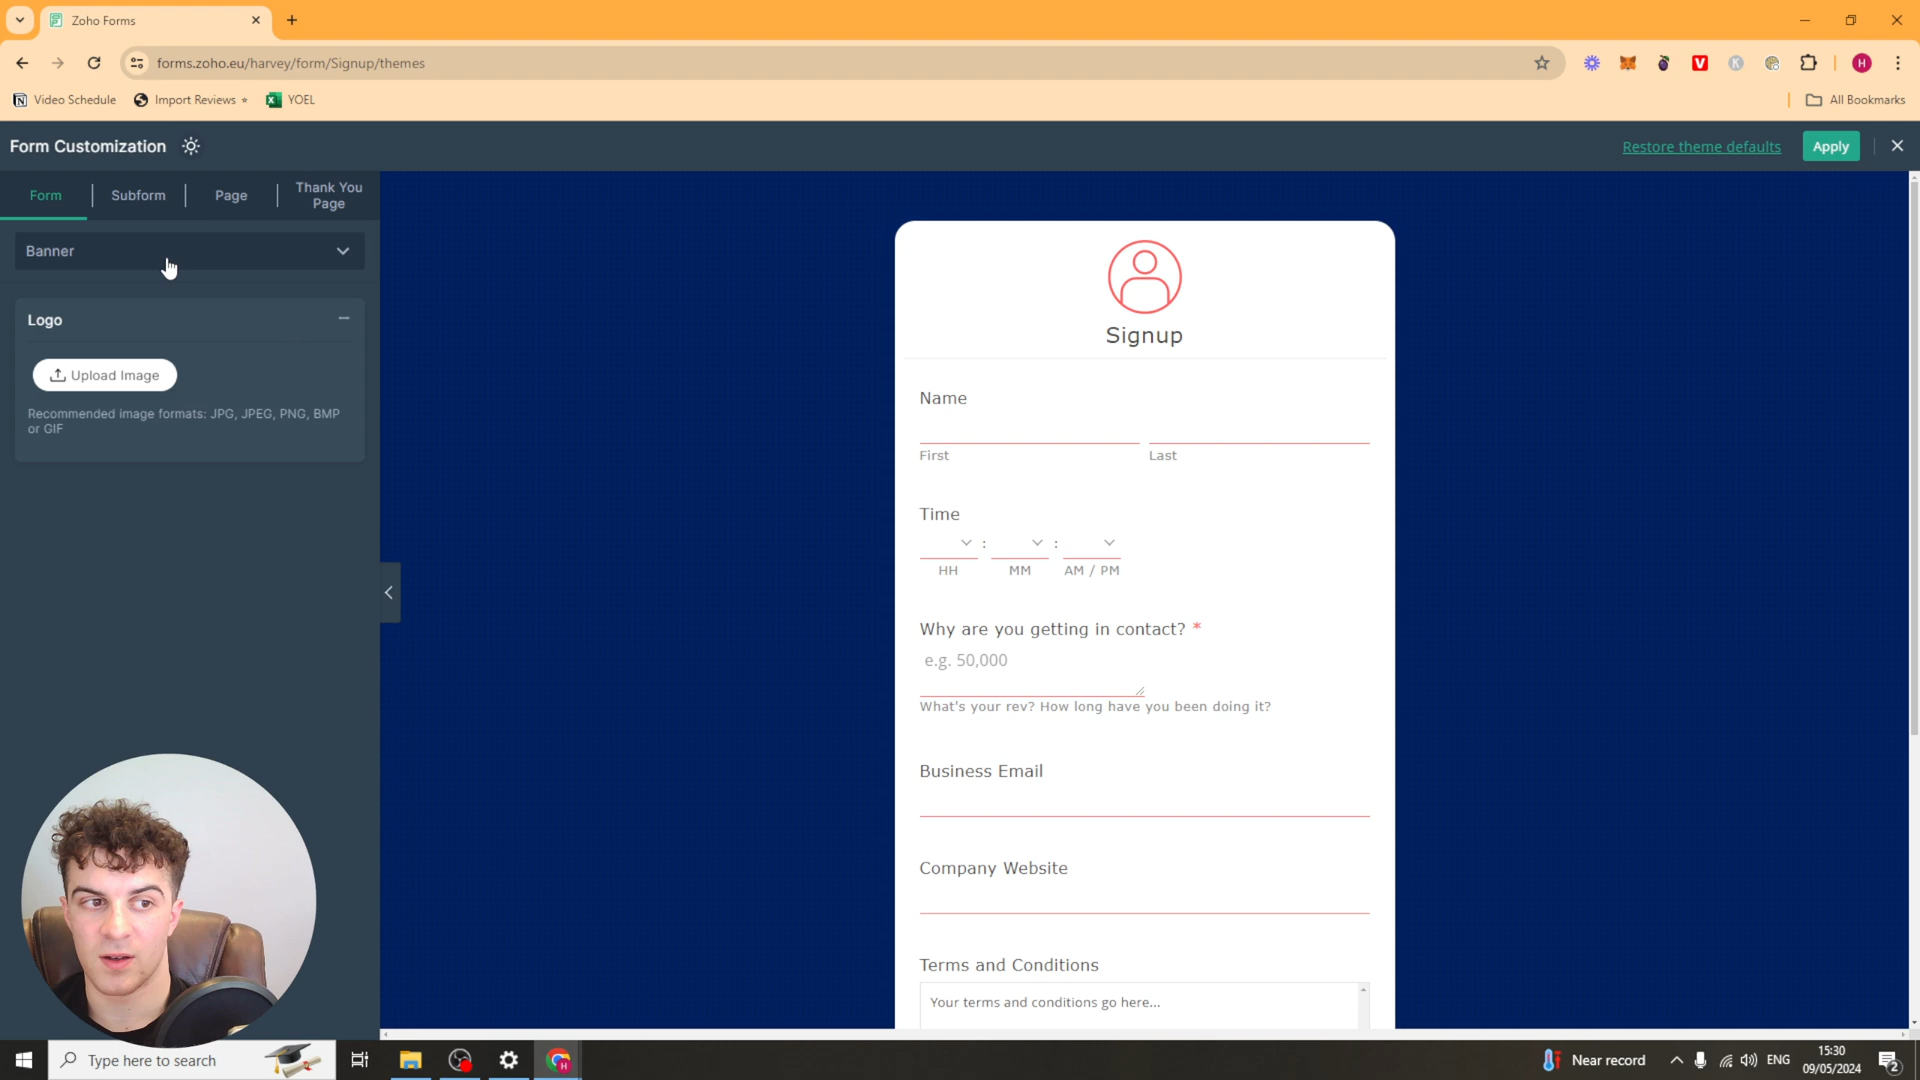 Zoho Forms
forms.zoho.eu/harvey/form/Signup/themes
Video Schedule
Import Reviews
YOEL
All Bookmarks
Form Customization
Restore theme defaults
Apply
Form
Subform
Page
Thank You
Page
Banner
Logo
Upload Image
Recommended image formats: JPG, JPEG, PNG, BMP
or GIF
Signup
Name
First
Last
Time
: :
HH
MM
AM / PM
Why are you getting in contact? *
e.g. 50,000
What's your rev? How long have you been doing it?
Business Email
Company Website
Terms and Conditions
Your terms and conditions go here...
Type here to search
Near record
ENG
15:30
09/05/2024
2